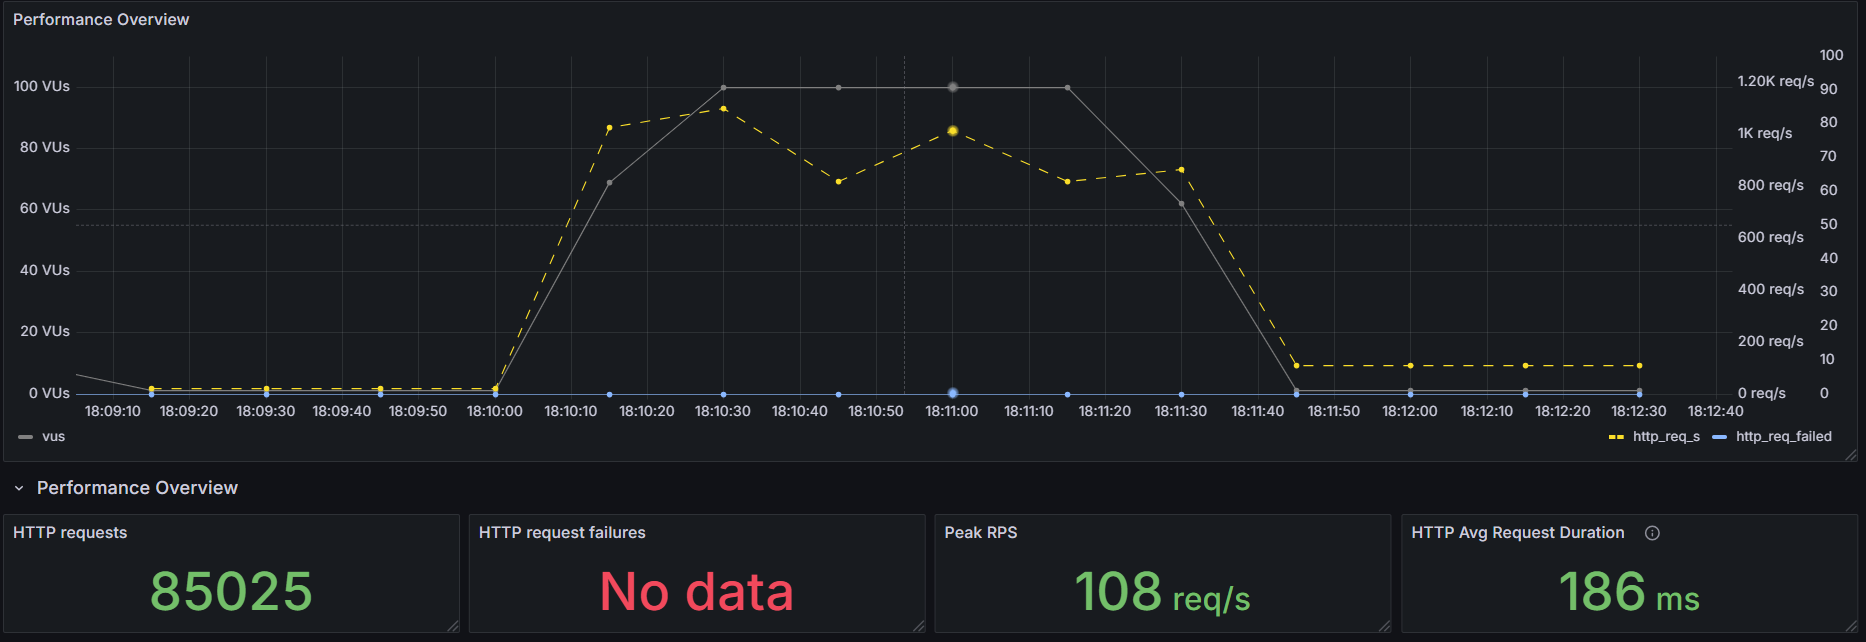 Performance Overview
100 VUs
80 VUs
60 VUs
40 VUs
20 VUs
0 VUs
1.20K req/s
1K req/s
800 req/s
600 req/s
400 req/s
200 req/s
0 req/s
100
90
80
70
60
50
40
30
20
10
0
18:09:10 18:09:20 18:09:30 18:09:40 18:09:50 18:10:00 18:10:10 18:10:20 18:10:30 18:10:40 18:10:50 18:11:00 18:11:10 18:11:20 18:11:30 18:11:40 18:11:50 18:12:00 18:12:10 18:12:20 18:12:30 18:12:40
vus
http_req_s http_req_failed
Performance Overview
HTTP requests
85025
HTTP request failures
No data
Peak RPS
108 req/s
HTTP Avg Request Duration
186 ms